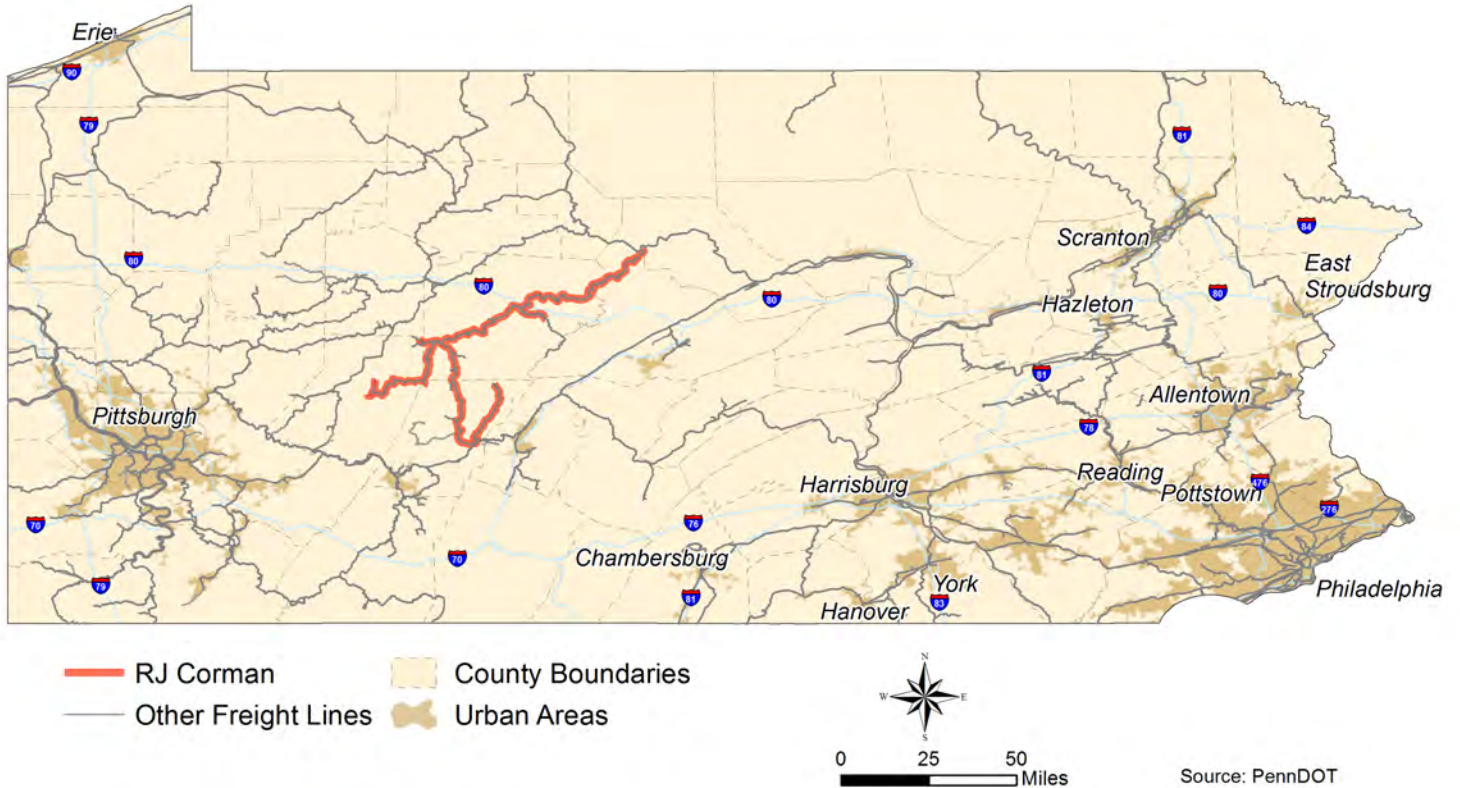 Erie
90
79
81
84
Scranton
80
East
Stroudsburg
80
80
80
Hazleton
81
Allentown
Pittsburgh
78
Reading
Harrisburg
Pottstown
476
276
70
76
Chambersburg
70
79
81
York
83
Hanover
Philadelphia
RJ Corman
County Boundaries
Other Freight Lines
Urban Areas
N
W
E
S
0
25
50
Miles
Source: PennDOT